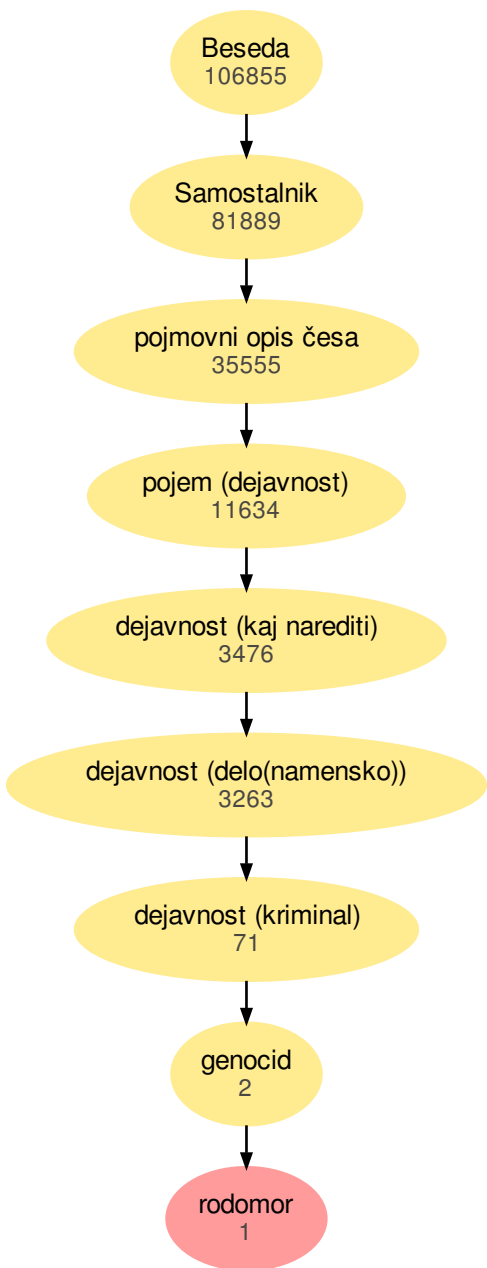 Beseda
106855
Samostalnik
81889
pojmovni opis česa
35555
pojem (dejavnost)
11634
dejavnost (kaj narediti)
3476
dejavnost (delo(namensko))
3263
dejavnost (kriminal)
71
genocid
2
rodomor
1